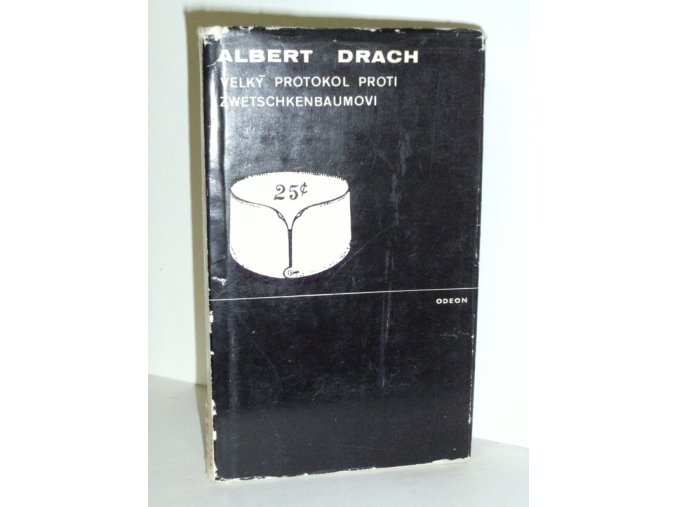 ALBERT DRACH
VELKÝ PROTOKOL PROTI
ZWETSCHKENBAUMOVI
25¢
ODEON